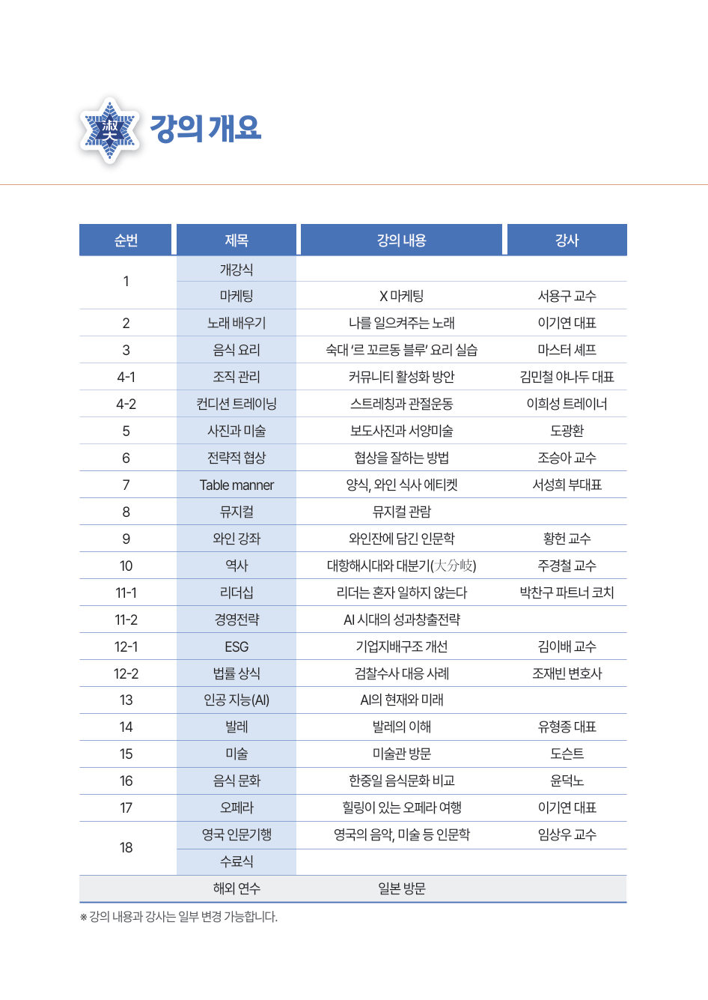 淑大
강의 개요
순번 제목 강의 내용 강사
1 개강식
마케팅 X 마케팅 서용구 교수
2 노래 배우기 나를 일으켜주는 노래 이기연 대표
3 음식 요리 숙대 ‘르 꼬르동 블루’ 요리 실습 마스터 셰프
4-1 조직 관리 커뮤니티 활성화 방안 김민철 야나두 대표
4-2 컨디션 트레이닝 스트레칭과 관절운동 이희성 트레이너
5 사진과 미술 보도사진과 서양미술 도광환
6 전략적 협상 협상을 잘하는 방법 조승아 교수
7 Table manner 양식, 와인 식사 에티켓 서성희 부대표
8 뮤지컬 뮤지컬 관람
9 와인 강좌 와인잔에 담긴 인문학 황헌 교수
10 역사 대항해시대와 대분기(大分岐) 주경철 교수
11-1 리더십 리더는 혼자 일하지 않는다 박찬구 파트너 코치
11-2 경영전략 AI 시대의 성과창출전략
12-1 ESG 기업지배구조 개선 김이배 교수
12-2 법률 상식 검찰수사 대응 사례 조재빈 변호사
13 인공 지능(AI) AI의 현재와 미래
14 발레 발레의 이해 유형종 대표
15 미술 미술관 방문 도슨트
16 음식 문화 한중일 음식문화 비교 윤덕노
17 오페라 힐링이 있는 오페라 여행 이기연 대표
18 영국 인문기행 영국의 음악, 미술 등 인문학 임상우 교수
수료식
해외 연수 일본 방문
※ 강의 내용과 강사는 일부 변경 가능합니다.